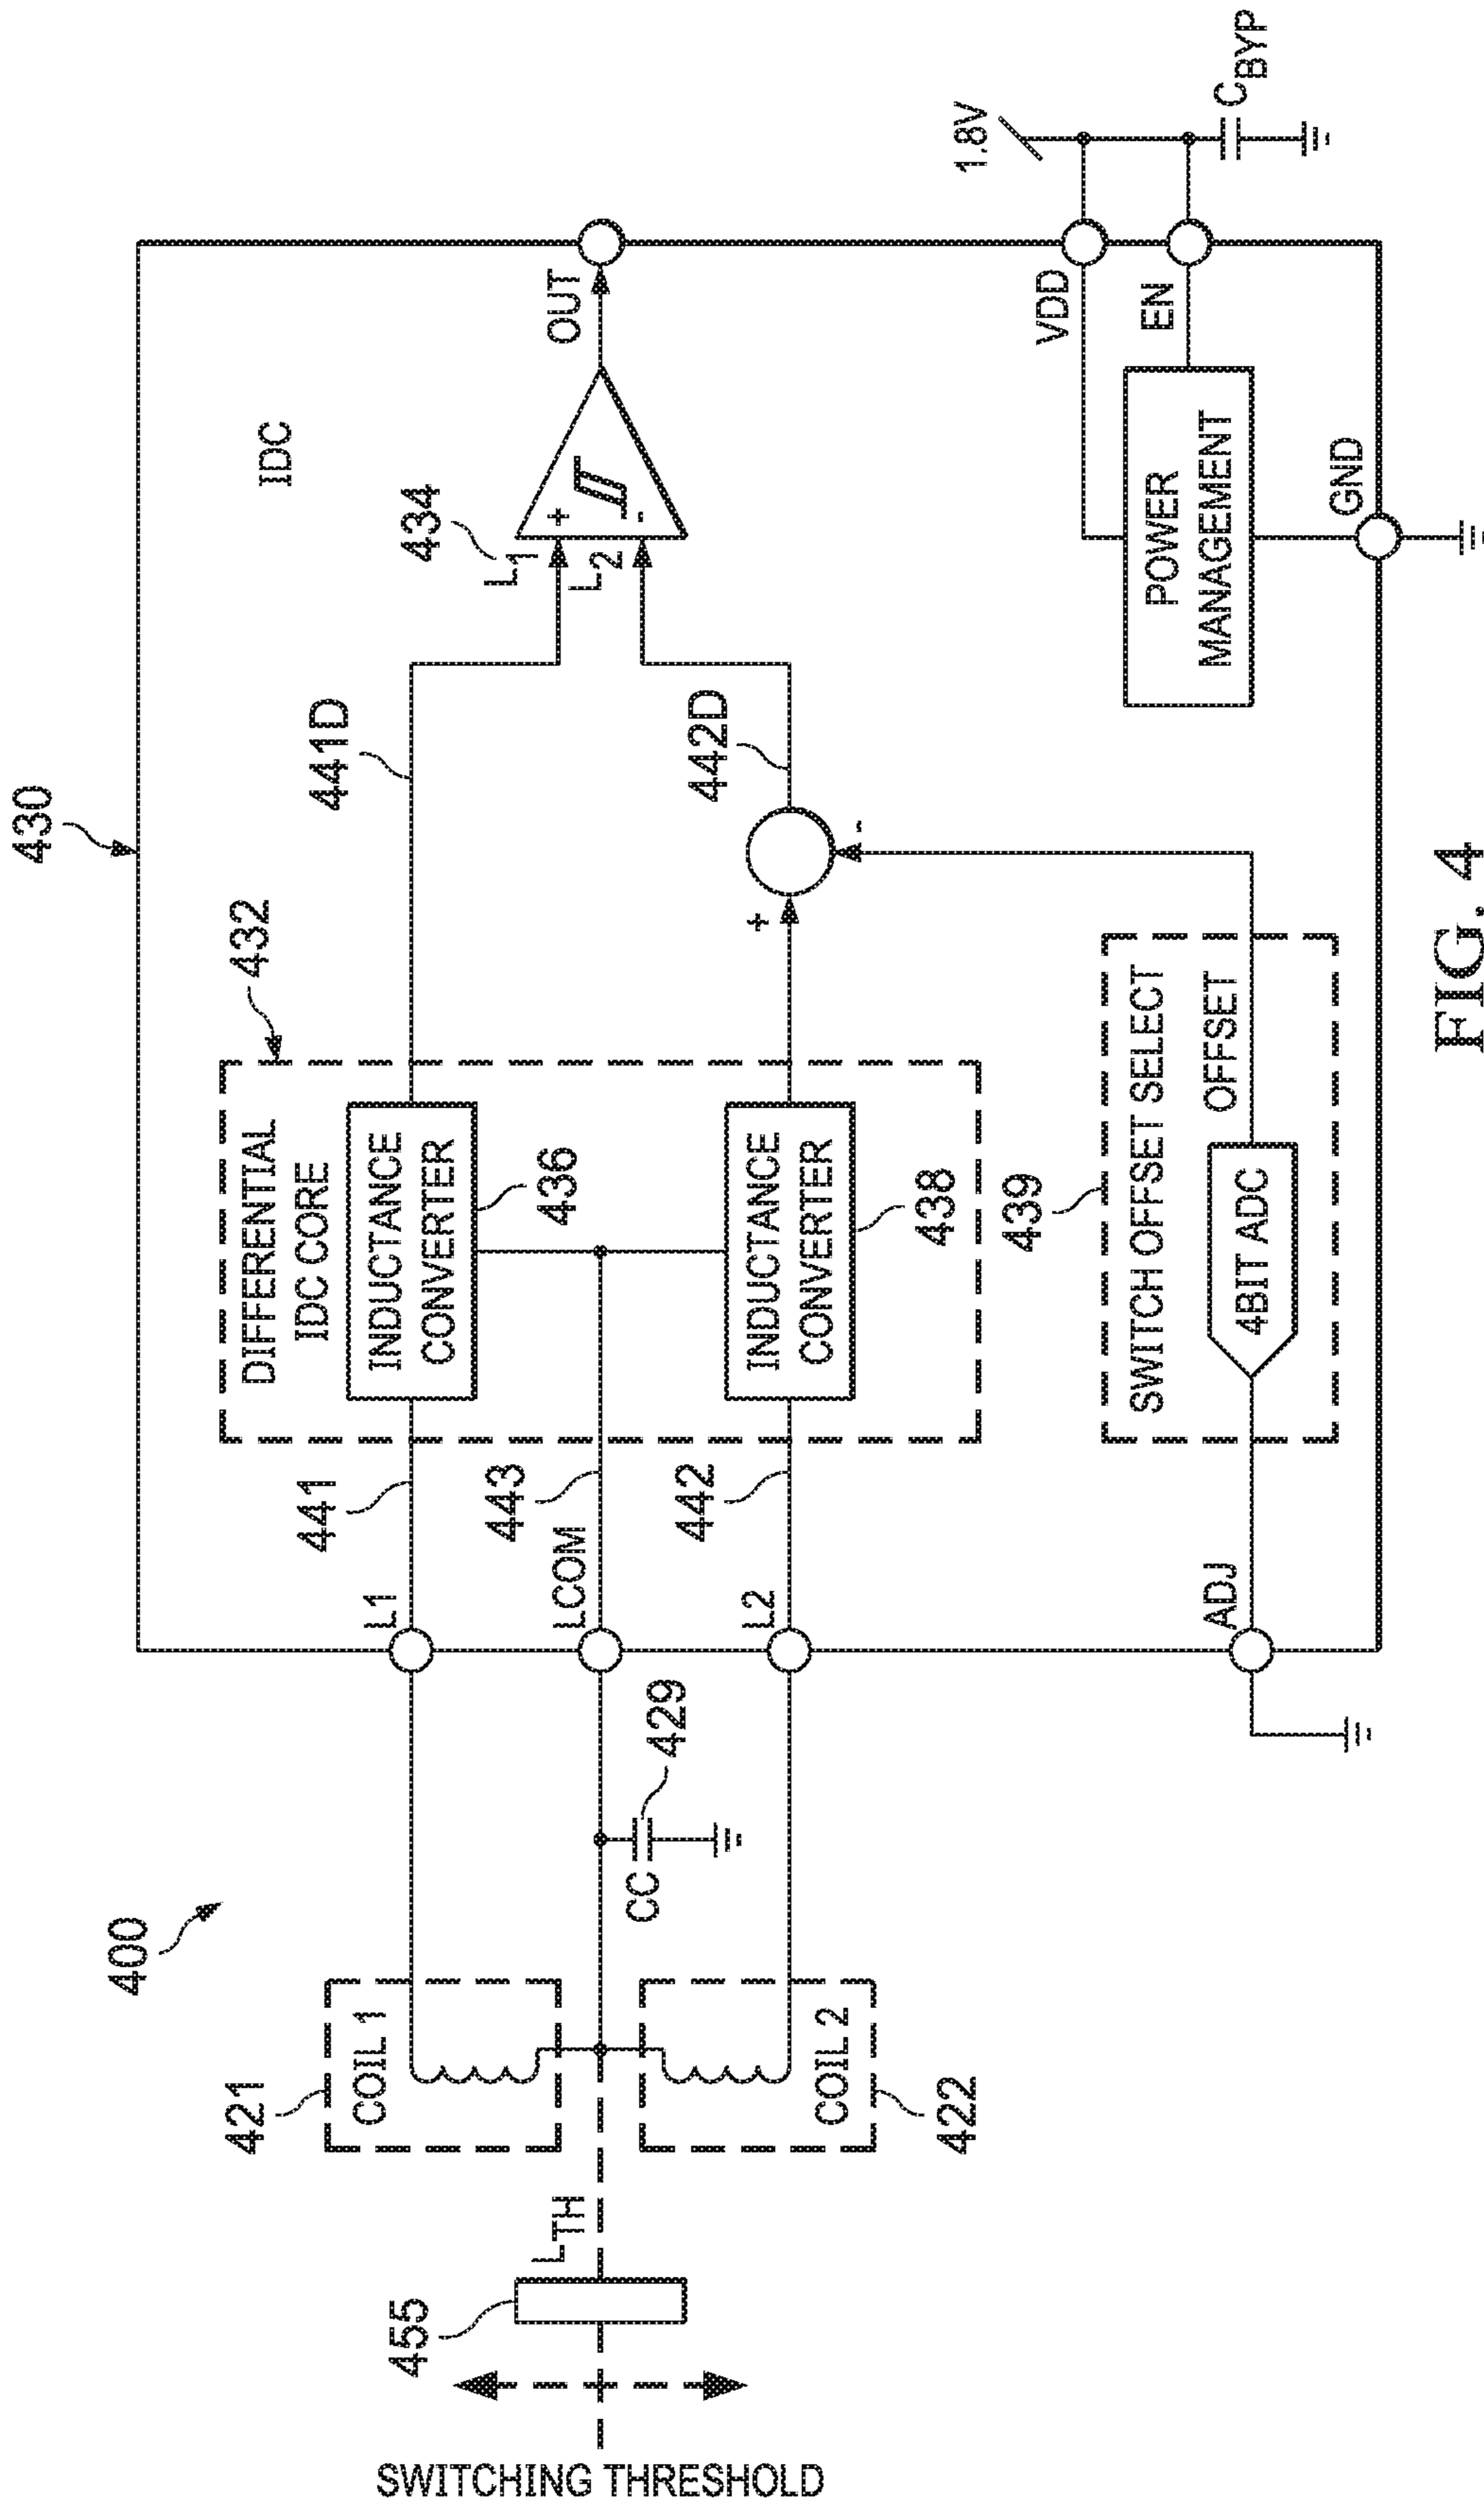 400
430
455
SWITCHING THRESHOLD
LTH
421
COIL 1
COIL 2
422
CC
429
L1
LCOM
L2
ADJ
441
443
442
432
DIFFERENTIAL
IDC CORE
INDUCTANCE
CONVERTER
436
INDUCTANCE
CONVERTER
438
439
SWITCH OFFSET SELECT
4BIT ADC
OFFSET
441D
442D
+
-
434
L1
L2
+
-
IDC
OUT
POWER
MANAGEMENT
VDD
EN
GND
1.8V
CBYP
FIG. 4